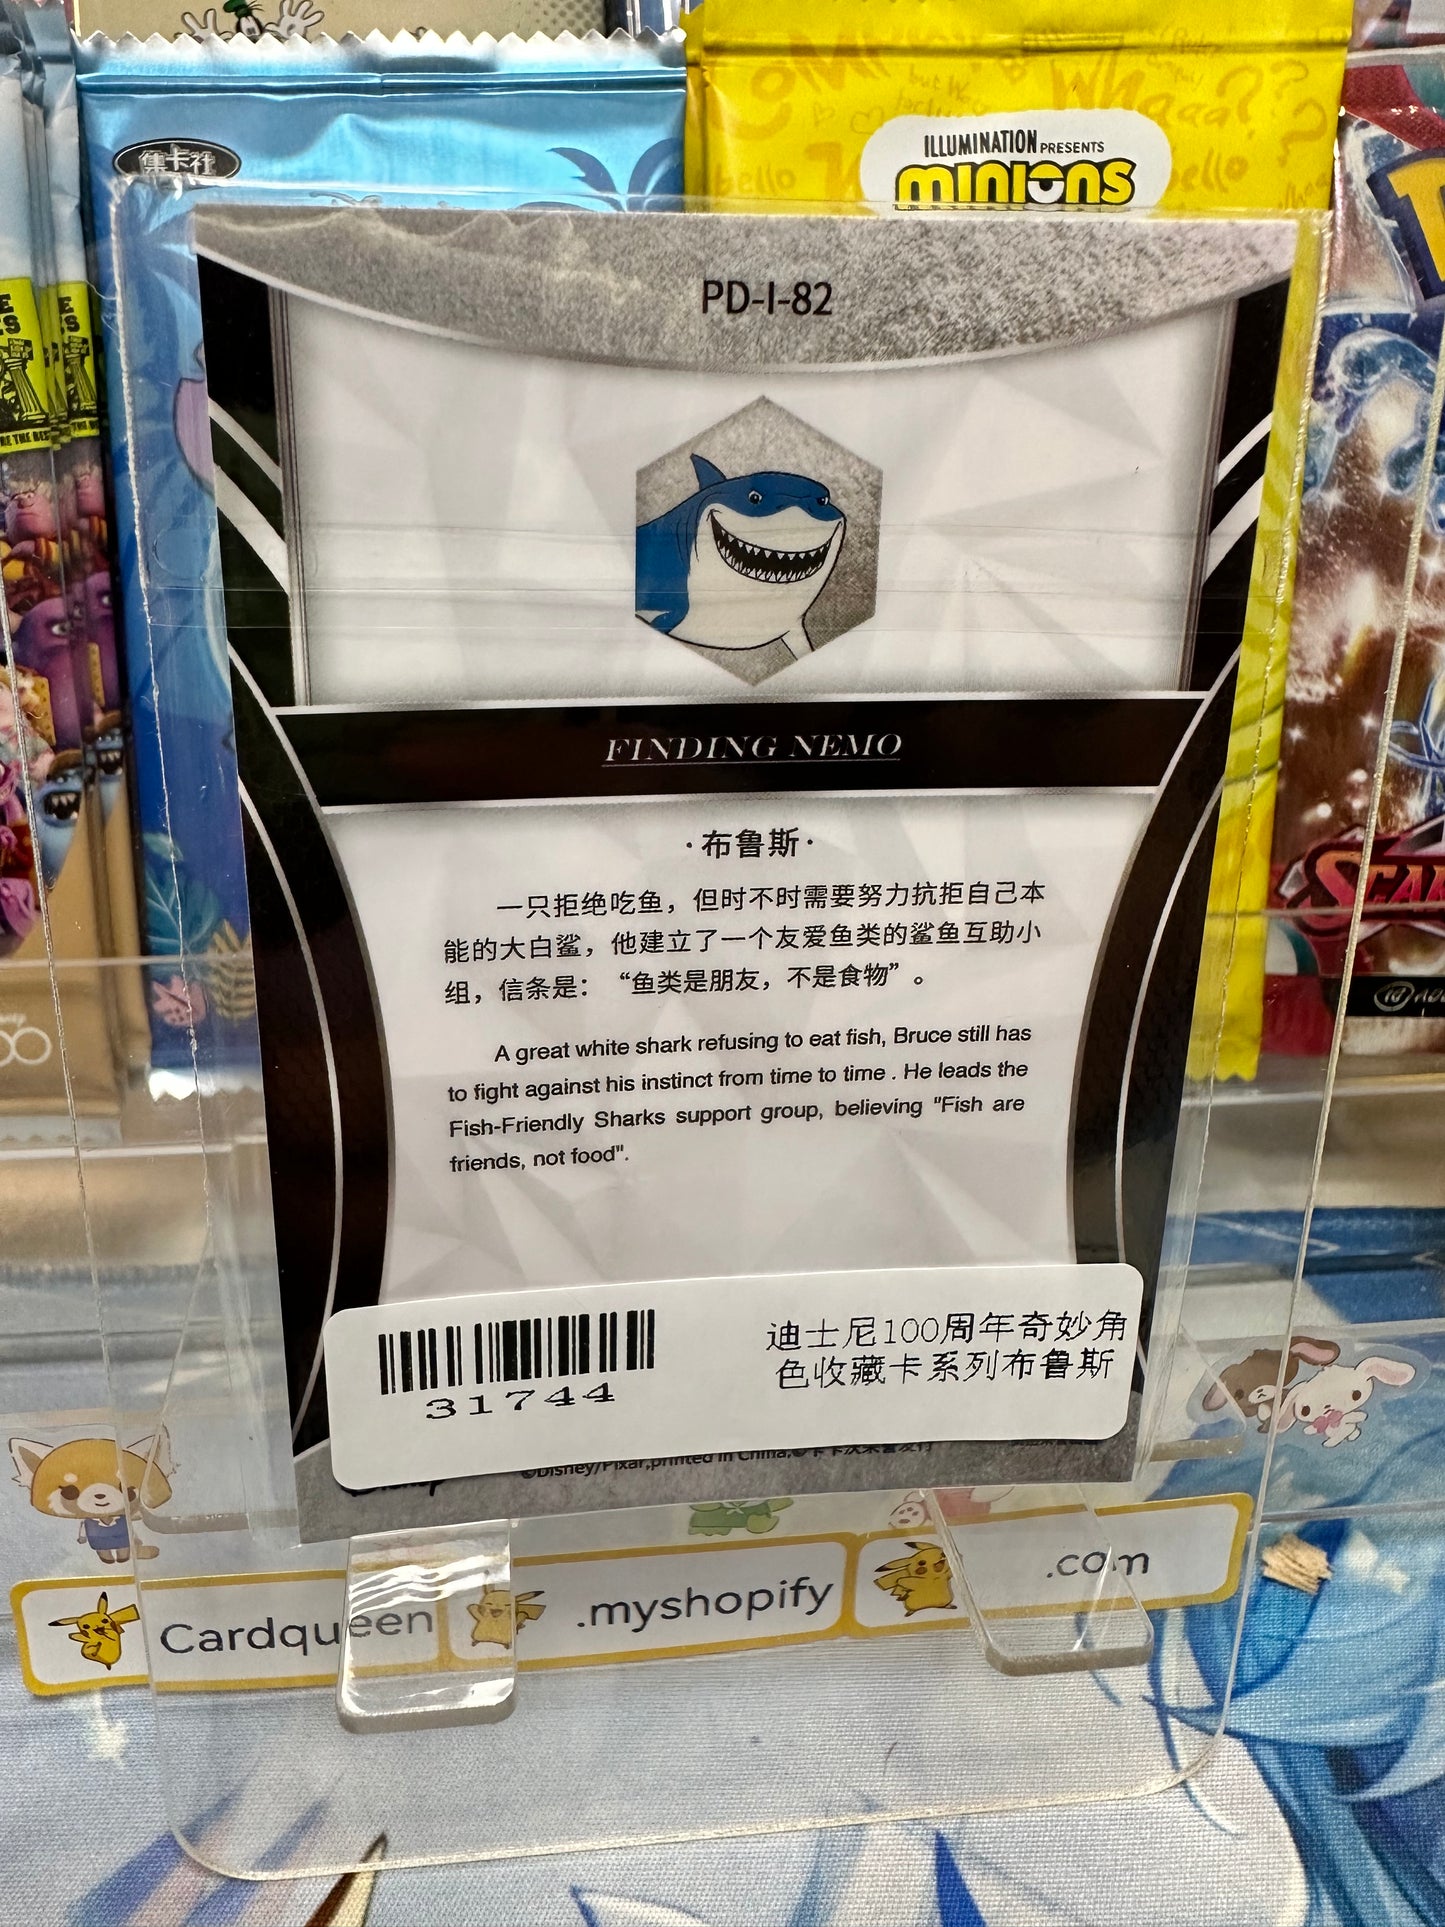 集卡社
ILLUMINATION PRESENTS
MINIONS
PD-I-82
FINDING NEMO
·布鲁斯·
一只拒绝吃鱼，但时不时需要努力抗拒自己本
能的大白鲨，他建立了一个友爱鱼类的鲨鱼互助小
组，信条是：“鱼类是朋友，不是食物”。
A great white shark refusing to eat fish, Bruce still has
to fight against his instinct from time to time . He leads the
Fish-Friendly Sharks support group, believing "Fish are
friends, not food".
迪士尼100周年奇妙角
色收藏卡系列布鲁斯
31744
©Disney/Pixar,printed in China,©
Cardqueen .myshopify .com